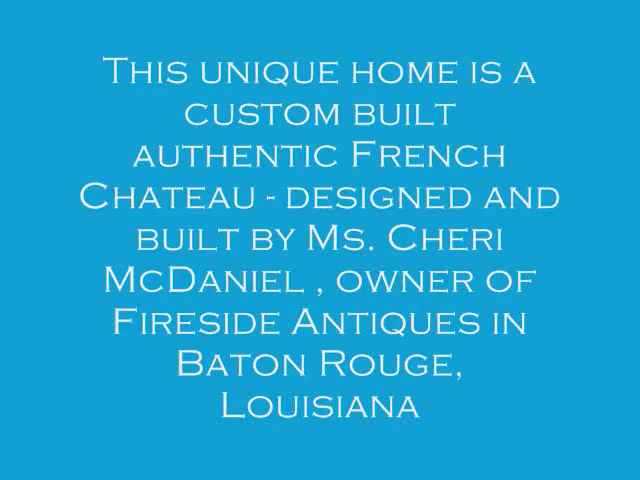 This unique home is a
custom built
authentic French
Chateau - designed and
built by Ms. Cheri
McDaniel , owner of
Fireside Antiques in
Baton Rouge,
Louisiana